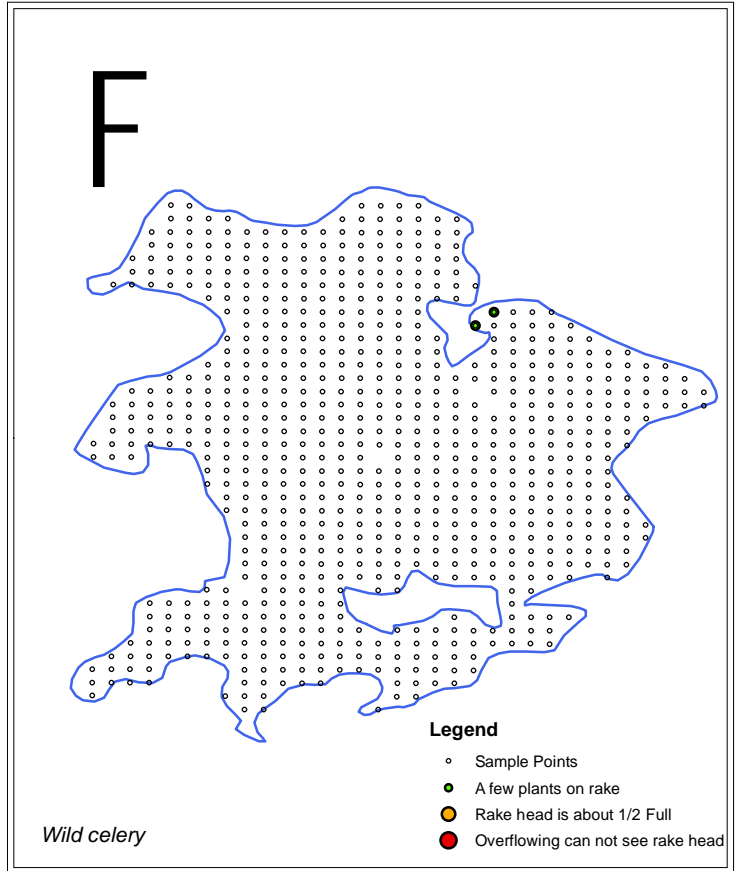 F
Legend
Sample Points
A few plants on rake
Rake head is about 1/2 Full
Overflowing can not see rake head
Wild celery